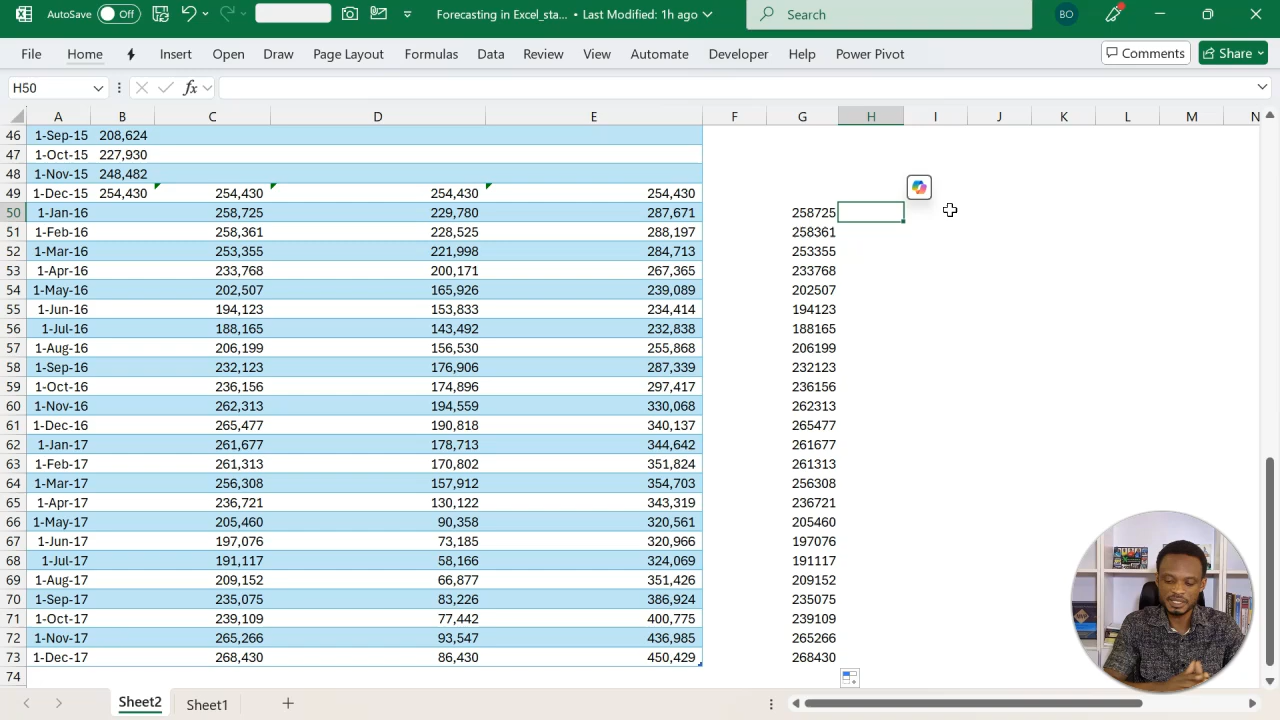 AutoSave Off Forecasting in Excel_sta... • Last Modified: 1h ago Search BO
File Home Insert Open Draw Page Layout Formulas Data Review View Automate Developer Help Power Pivot Comments Share
H50 fx
A B C D E F G H I J K L M N
46 1-Sep-15 208,624
47 1-Oct-15 227,930
48 1-Nov-15 248,482
49 1-Dec-15 254,430 254,430 254,430 254,430
50 1-Jan-16 258,725 229,780 287,671 258725
51 1-Feb-16 258,361 228,525 288,197 258361
52 1-Mar-16 253,355 221,998 284,713 253355
53 1-Apr-16 233,768 200,171 267,365 233768
54 1-May-16 202,507 165,926 239,089 202507
55 1-Jun-16 194,123 153,833 234,414 194123
56 1-Jul-16 188,165 143,492 232,838 188165
57 1-Aug-16 206,199 156,530 255,868 206199
58 1-Sep-16 232,123 176,906 287,339 232123
59 1-Oct-16 236,156 174,896 297,417 236156
60 1-Nov-16 262,313 194,559 330,068 262313
61 1-Dec-16 265,477 190,818 340,137 265477
62 1-Jan-17 261,677 178,713 344,642 261677
63 1-Feb-17 261,313 170,802 351,824 261313
64 1-Mar-17 256,308 157,912 354,703 256308
65 1-Apr-17 236,721 130,122 343,319 236721
66 1-May-17 205,460 90,358 320,561 205460
67 1-Jun-17 197,076 73,185 320,966 197076
68 1-Jul-17 191,117 58,166 324,069 191117
69 1-Aug-17 209,152 66,877 351,426 209152
70 1-Sep-17 235,075 83,226 386,924 235075
71 1-Oct-17 239,109 77,442 400,775 239109
72 1-Nov-17 265,266 93,547 436,985 265266
73 1-Dec-17 268,430 86,430 450,429 268430
74
Sheet2 Sheet1